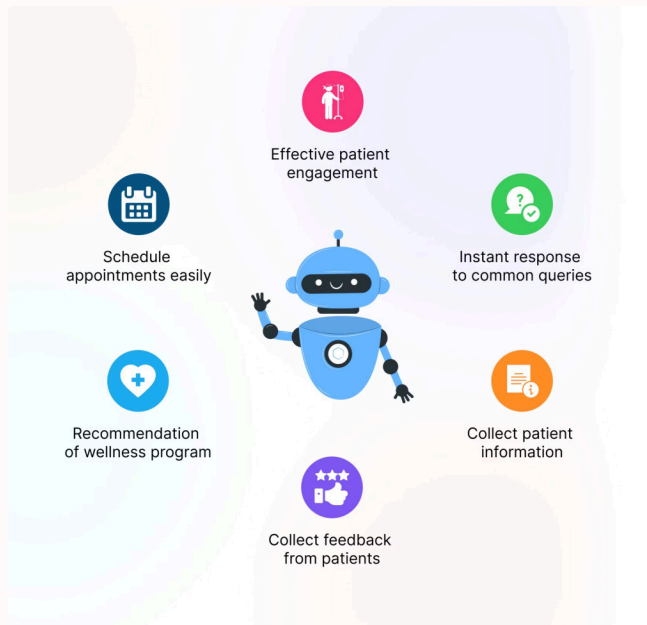 Effective patient
engagement
Schedule
appointments easily
Instant response
to common queries
Recommendation
of wellness program
Collect patient
information
Collect feedback
from patients